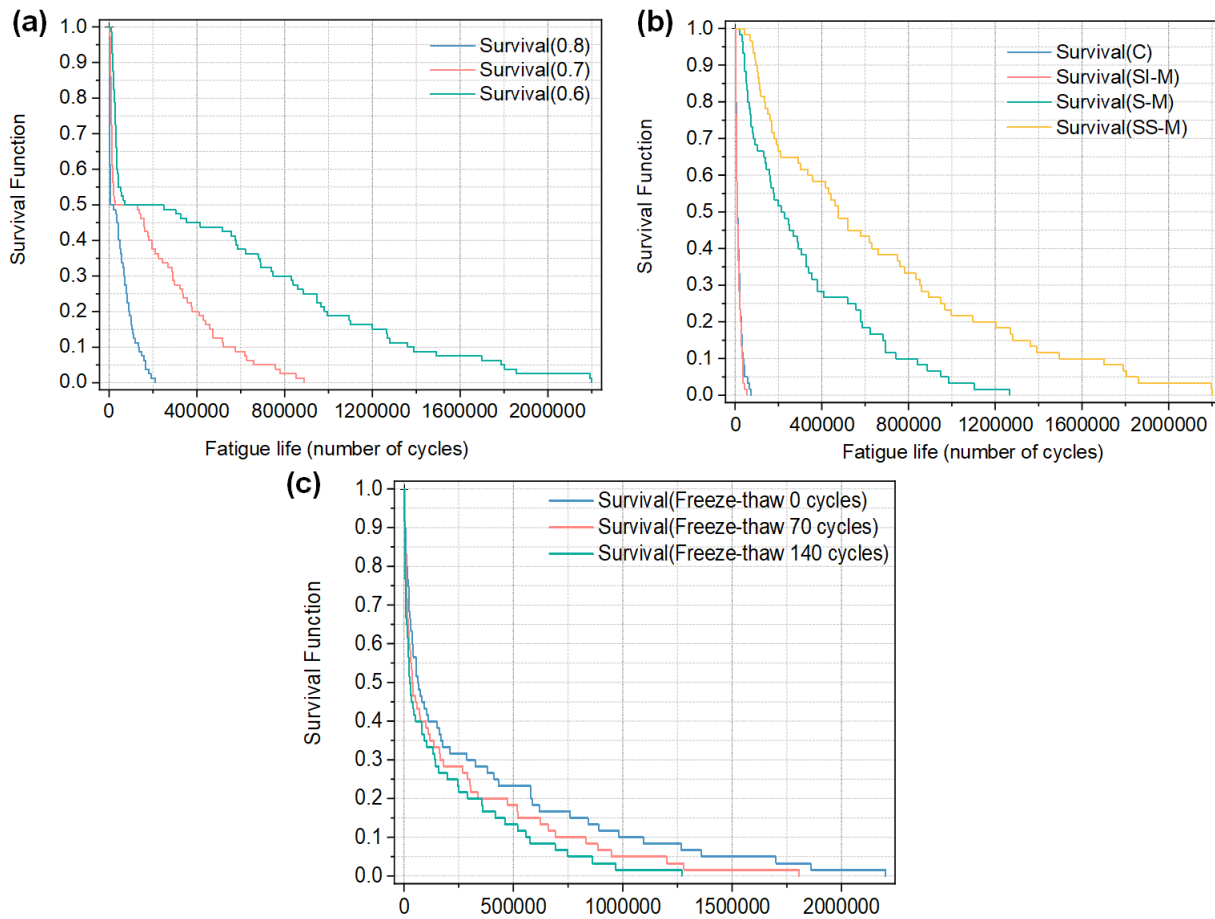 (a)
Survival Function
1.0
0.9
0.8
0.7
0.6
0.5
0.4
0.3
0.2
0.1
0.0
Survival(0.8)
Survival(0.7)
Survival(0.6)
0 400000 800000 1200000 1600000 2000000
Fatigue life (number of cycles)
(b)
Survival Function
1.0
0.9
0.8
0.7
0.6
0.5
0.4
0.3
0.2
0.1
0.0
Survival(C)
Survival(SI-M)
Survival(S-M)
Survival(SS-M)
0 400000 800000 1200000 1600000 2000000
Fatigue life (number of cycles)
(c)
Survival Function
1.0
0.9
0.8
0.7
0.6
0.5
0.4
0.3
0.2
0.1
0.0
Survival(Freeze-thaw 0 cycles)
Survival(Freeze-thaw 70 cycles)
Survival(Freeze-thaw 140 cycles)
0 500000 1000000 1500000 2000000